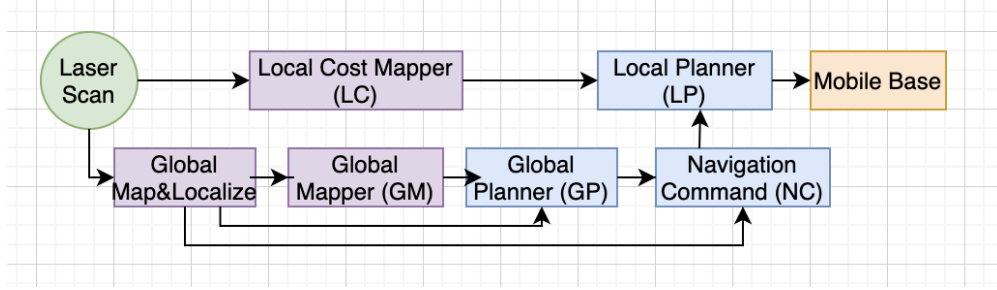 Laser
Scan
Local Cost Mapper
(LC)
Local Planner
(LP)
Mobile Base
Global
Map&Localize
Global
Mapper (GM)
Global
Planner (GP)
Navigation
Command (NC)